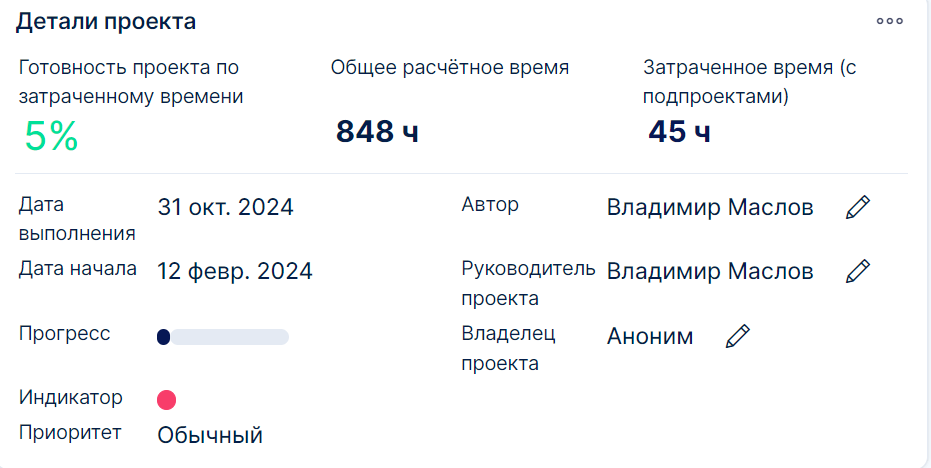 Детали проекта
Готовность проекта по
затраченному времени
5%
Общее расчётное время
848 ч
Затраченное время (с
подпроектами)
45 ч
Дата
выполнения
31 окт. 2024
Автор
Владимир Маслов
Дата начала
12 февр. 2024
Руководитель
проекта
Владимир Маслов
Прогресс
Владелец
проекта
Аноним
Индикатор
Приоритет
Обычный